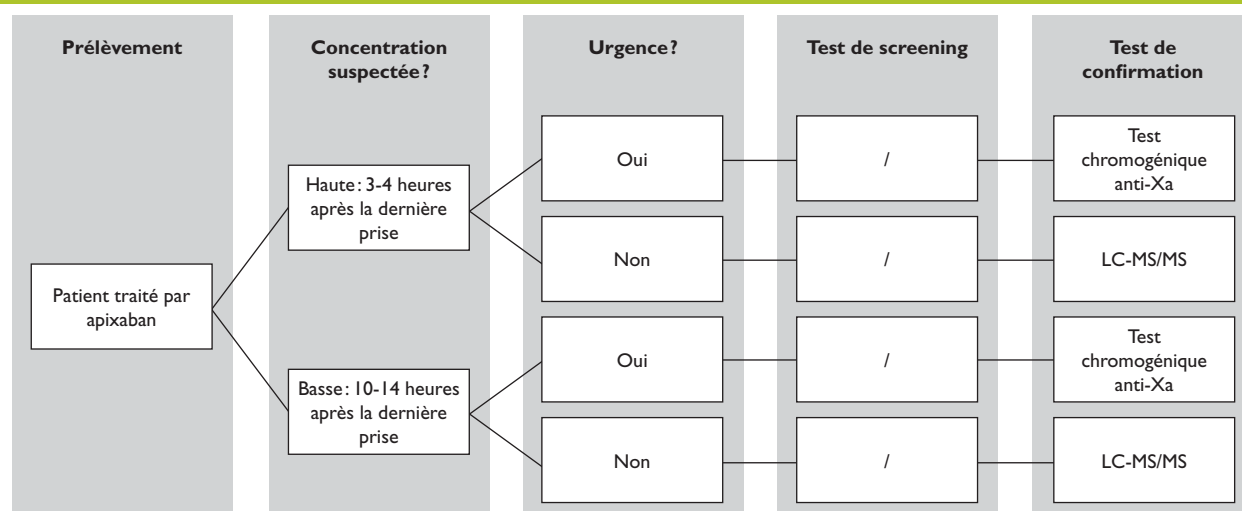 Prélèvement
Concentration
suspectée ?
Urgence ?
Test de screening
Test de
confirmation
Patient traité par
apixaban
Haute : 3-4 heures
après la dernière
prise
Basse : 10-14 heures
après la dernière
prise
Oui
/
Test
chromogénique
anti-Xa
Non
/
LC-MS/MS
Oui
/
Test
chromogénique
anti-Xa
Non
/
LC-MS/MS